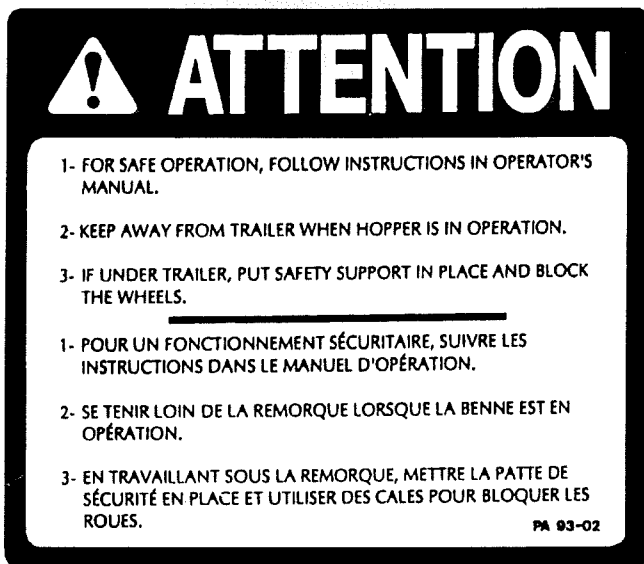 ATTENTION
1- FOR SAFE OPERATION, FOLLOW INSTRUCTIONS IN OPERATOR'S
MANUAL.
2- KEEP AWAY FROM TRAILER WHEN HOPPER IS IN OPERATION.
3- IF UNDER TRAILER, PUT SAFETY SUPPORT IN PLACE AND BLOCK
THE WHEELS.
1- POUR UN FONCTIONNEMENT SÉCURITAIRE, SUIVRE LES
INSTRUCTIONS DANS LE MANUEL D'OPÉRATION.
2- SE TENIR LOIN DE LA REMORQUE LORSQUE LA BENNE EST EN
OPÉRATION.
3- EN TRAVAILLANT SOUS LA REMORQUE, METTRE LA PATTE DE
SÉCURITÉ EN PLACE ET UTILISER DES CALES POUR BLOQUER LES
ROUES.
PA 93-02